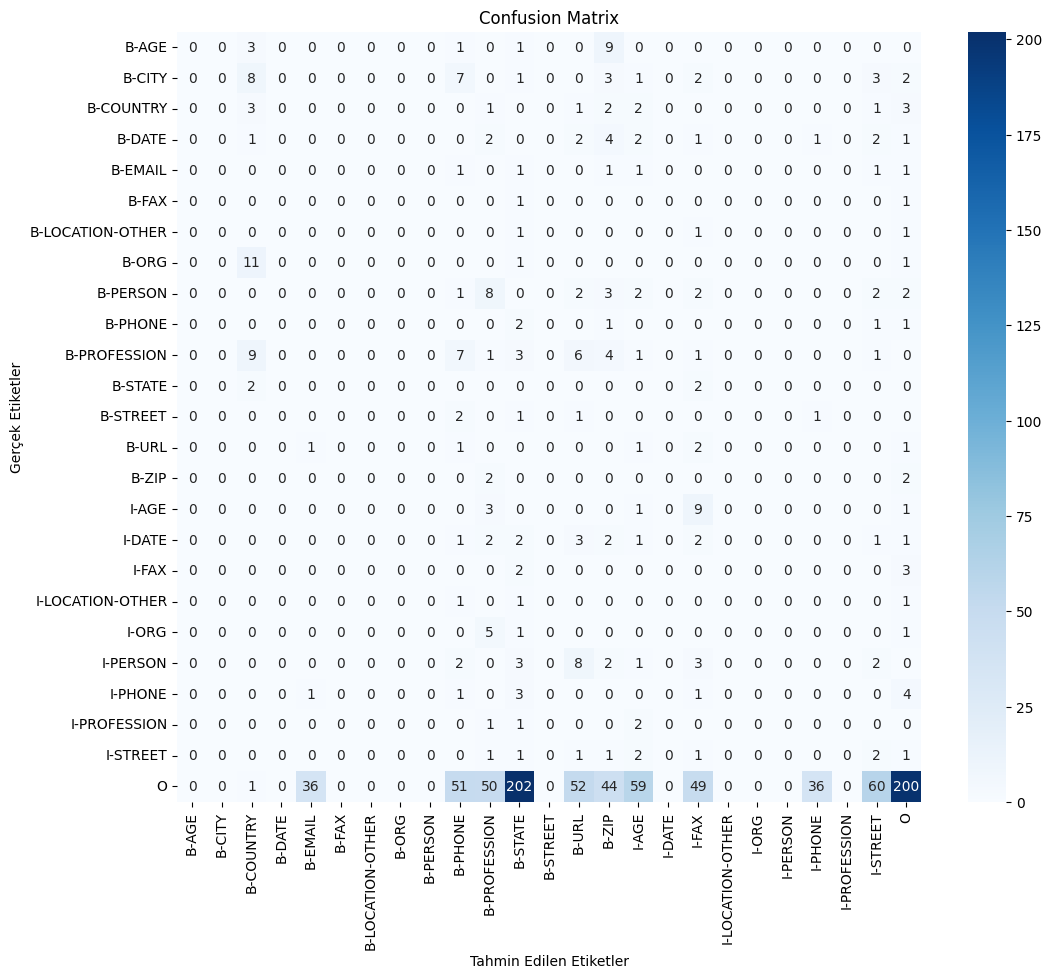 Confusion Matrix
Gerçek Etiketler
B-AGE 0 0 3 0 0 0 0 0 0 1 0 1 0 0 9 0 0 0 0 0 0 0 0 0 0
B-CITY 0 0 8 0 0 0 0 0 0 7 0 1 0 0 3 1 0 2 0 0 0 0 0 3 2
B-COUNTRY 0 0 3 0 0 0 0 0 0 0 1 0 0 1 2 2 0 0 0 0 0 0 0 1 3
B-DATE 0 0 1 0 0 0 0 0 0 0 2 0 0 2 4 2 0 1 0 0 0 1 0 2 1
B-EMAIL 0 0 0 0 0 0 0 0 0 1 0 1 0 0 1 1 0 0 0 0 0 0 0 1 1
B-FAX 0 0 0 0 0 0 0 0 0 0 0 1 0 0 0 0 0 0 0 0 0 0 0 0 1
B-LOCATION-OTHER 0 0 0 0 0 0 0 0 0 0 0 1 0 0 0 0 0 1 0 0 0 0 0 0 1
B-ORG 0 0 11 0 0 0 0 0 0 0 0 1 0 0 0 0 0 0 0 0 0 0 0 0 1
B-PERSON 0 0 0 0 0 0 0 0 0 1 8 0 0 2 3 2 0 2 0 0 0 0 0 2 2
B-PHONE 0 0 0 0 0 0 0 0 0 0 0 2 0 0 1 0 0 0 0 0 0 0 0 1 1
B-PROFESSION 0 0 9 0 0 0 0 0 0 7 1 3 0 6 4 1 0 1 0 0 0 0 0 1 0
B-STATE 0 0 2 0 0 0 0 0 0 0 0 0 0 0 0 0 0 2 0 0 0 0 0 0 0
B-STREET 0 0 0 0 0 0 0 0 0 2 0 1 0 1 0 0 0 0 0 0 0 1 0 0 0
B-URL 0 0 0 0 1 0 0 0 0 1 0 0 0 0 0 1 0 2 0 0 0 0 0 0 1
B-ZIP 0 0 0 0 0 0 0 0 0 0 2 0 0 0 0 0 0 0 0 0 0 0 0 0 2
I-AGE 0 0 0 0 0 0 0 0 0 0 3 0 0 0 0 1 0 9 0 0 0 0 0 0 1
I-DATE 0 0 0 0 0 0 0 0 0 1 2 2 0 3 2 1 0 2 0 0 0 0 0 1 1
I-FAX 0 0 0 0 0 0 0 0 0 0 0 2 0 0 0 0 0 0 0 0 0 0 0 0 3
I-LOCATION-OTHER 0 0 0 0 0 0 0 0 0 1 0 1 0 0 0 0 0 0 0 0 0 0 0 0 1
I-ORG 0 0 0 0 0 0 0 0 0 0 5 1 0 0 0 0 0 0 0 0 0 0 0 0 1
I-PERSON 0 0 0 0 0 0 0 0 0 2 0 3 0 8 2 1 0 3 0 0 0 0 0 2 0
I-PHONE 0 0 0 0 1 0 0 0 0 1 0 3 0 0 0 0 0 1 0 0 0 0 0 0 4
I-PROFESSION 0 0 0 0 0 0 0 0 0 0 1 1 0 0 0 2 0 0 0 0 0 0 0 0 0
I-STREET 0 0 0 0 0 0 0 0 0 0 1 1 0 1 1 2 0 1 0 0 0 0 0 2 1
O 0 0 1 0 36 0 0 0 0 51 50 202 0 52 44 59 0 49 0 0 0 36 0 60 200
B-AGE B-CITY B-COUNTRY B-DATE B-EMAIL B-FAX B-LOCATION-OTHER B-ORG B-PERSON B-PHONE B-PROFESSION B-STATE B-STREET B-URL B-ZIP I-AGE I-DATE I-FAX I-LOCATION-OTHER I-ORG I-PERSON I-PHONE I-PROFESSION I-STREET O
Tahmin Edilen Etiketler
200
175
150
125
100
75
50
25
0